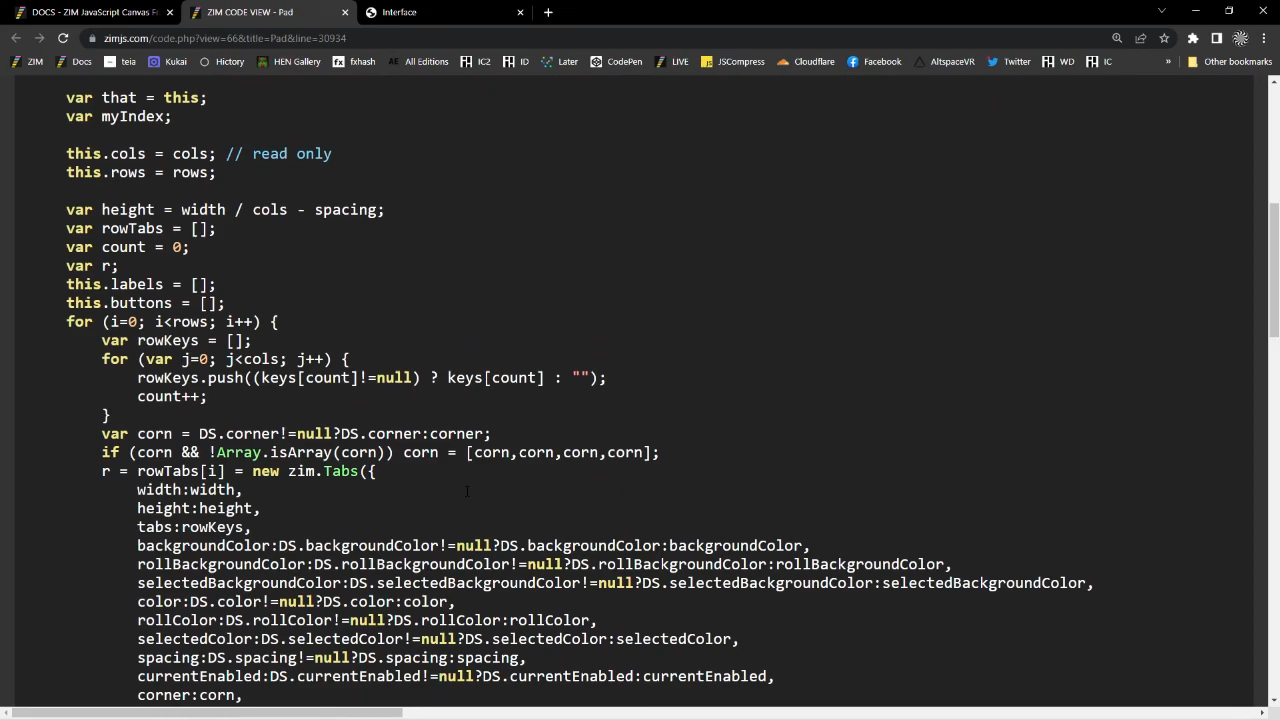 DOCS - ZIM JavaScript Canvas F
ZIM CODE VIEW - Pad
Interface
zimjs.com/code.php?view=66&title=Pad&line=30934
ZIM Docs teia Kukai Hictory HEN Gallery fxhash AE All Editions IC2 ID Later CodePen LIVE JSCompress Cloudflare Facebook AltspaceVR Twitter WD IC » Other bookmarks
var that = this;
var myIndex;
this.cols = cols; // read only
this.rows = rows;
var height = width / cols - spacing;
var rowTabs = [];
var count = 0;
var r;
this.labels = [];
this.buttons = [];
for (i=0; i<rows; i++) {
var rowKeys = [];
for (var j=0; j<cols; j++) {
rowKeys.push((keys[count]!=null) ? keys[count] : "");
count++;
}
var corn = DS.corner!=null?DS.corner:corner;
if (corn && !Array.isArray(corn)) corn = [corn,corn,corn,corn];
r = rowTabs[i] = new zim.Tabs({
width:width,
height:height,
tabs:rowKeys,
backgroundColor:DS.backgroundColor!=null?DS.backgroundColor:backgroundColor,
rollBackgroundColor:DS.rollBackgroundColor!=null?DS.rollBackgroundColor:rollBackgroundColor,
selectedBackgroundColor:DS.selectedBackgroundColor!=null?DS.selectedBackgroundColor:selectedBackgroundColor,
color:DS.color!=null?DS.color:color,
rollColor:DS.rollColor!=null?DS.rollColor:rollColor,
selectedColor:DS.selectedColor!=null?DS.selectedColor:selectedColor,
spacing:DS.spacing!=null?DS.spacing:spacing,
currentEnabled:DS.currentEnabled!=null?DS.currentEnabled:currentEnabled,
corner:corn,